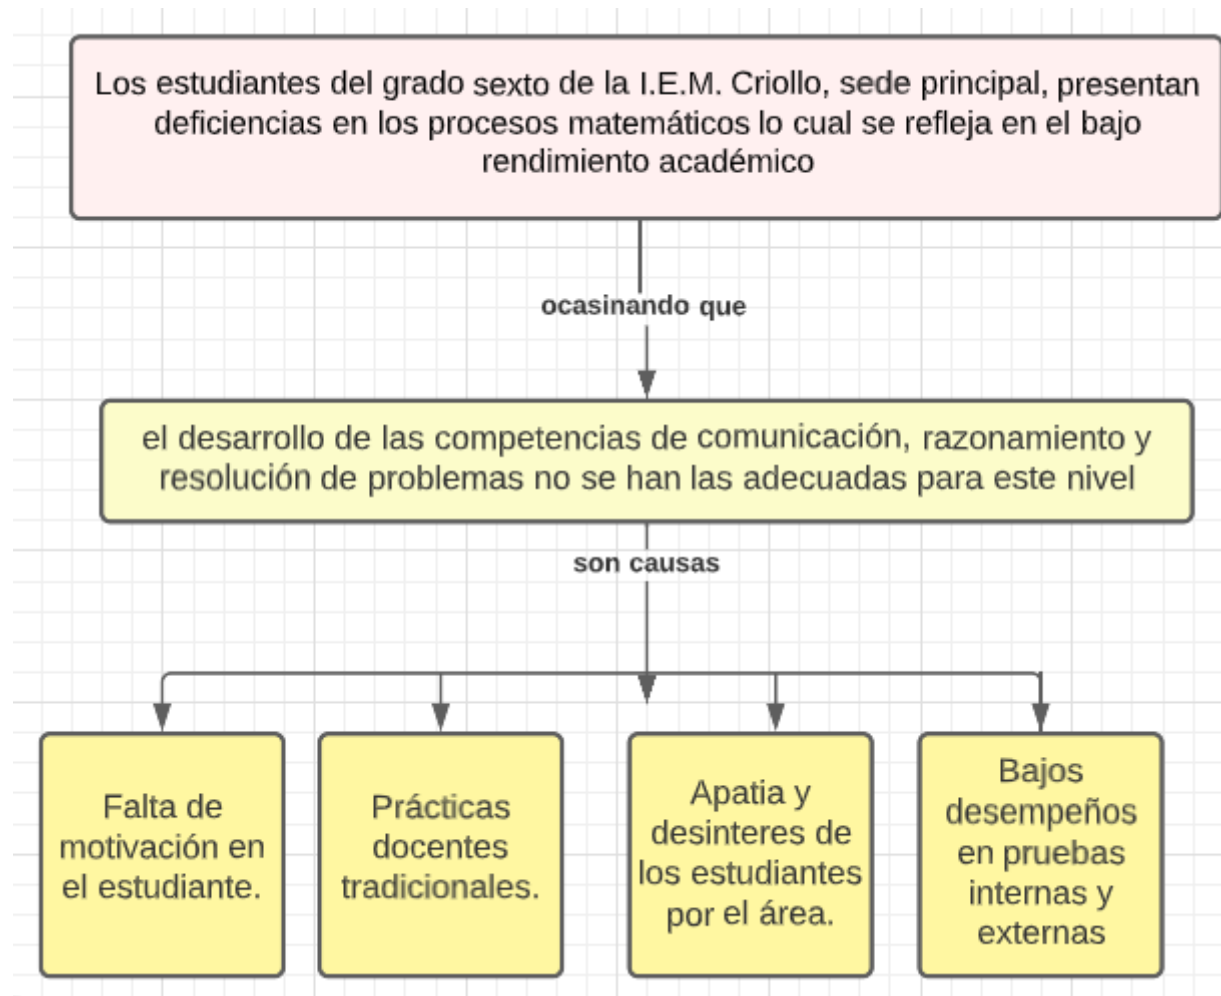 Los estudiantes del grado sexto de la I.E.M. Criollo, sede principal, presentan
deficiencias en los procesos matemáticos lo cual se refleja en el bajo
rendimiento académico
ocasinando que
el desarrollo de las competencias de comunicación, razonamiento y
resolución de problemas no se han las adecuadas para este nivel
son causas
Falta de
motivación en
el estudiante.
Prácticas
docentes
tradicionales.
Apatia y
desinteres de
los estudiantes
por el área.
Bajos
desempeños
en pruebas
internas y
externas